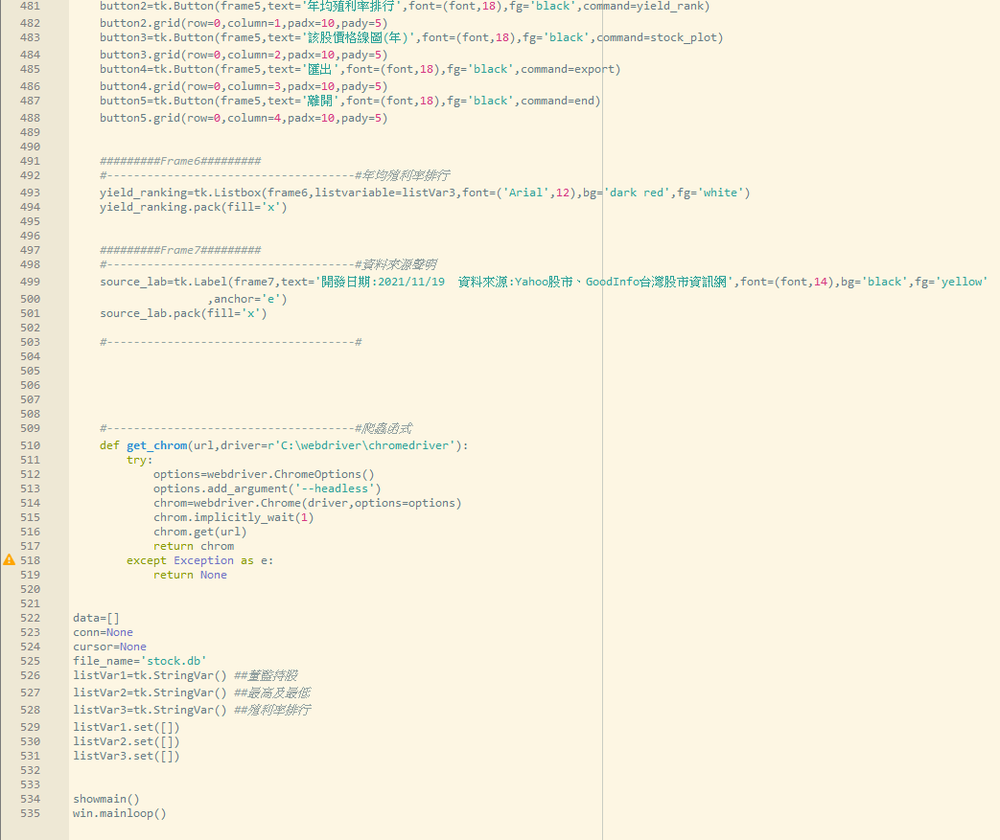 481 button2=tk.Button(frame5,text='年均殖利率排行',font=(font,18),fg='black',command=yield_rank)
482 button2.grid(row=0,column=1,padx=10,pady=5)
483 button3=tk.Button(frame5,text='該股價格線圖(年)',font=(font,18),fg='black',command=stock_plot)
484 button3.grid(row=0,column=2,padx=10,pady=5)
485 button4=tk.Button(frame5,text='匯出',font=(font,18),fg='black',command=export)
486 button4.grid(row=0,column=3,padx=10,pady=5)
487 button5=tk.Button(frame5,text='離開',font=(font,18),fg='black',command=end)
488 button5.grid(row=0,column=4,padx=10,pady=5)
489
490
491 #########Frame6#########
492 #-------------------------------------#年均殖利率排行
493 yield_ranking=tk.Listbox(frame6,listvariable=listVar3,font=('Arial',12),bg='dark red',fg='white')
494 yield_ranking.pack(fill='x')
495
496
497 #########Frame7#########
498 #-------------------------------------#資料來源聲明
499 source_lab=tk.Label(frame7,text='開發日期:2021/11/19  資料來源:Yahoo股市、GoodInfo台灣股市資訊網',font=(font,14),bg='black',fg='yellow'
500 ,anchor='e')
501 source_lab.pack(fill='x')
502
503 #-------------------------------------#
504
505
506
507
508
509 #-------------------------------------#爬蟲函式
510 def get_chrom(url,driver=r'C:\webdriver\chromedriver'):
511 try:
512 options=webdriver.ChromeOptions()
513 options.add_argument('--headless')
514 chrom=webdriver.Chrome(driver,options=options)
515 chrom.implicitly_wait(1)
516 chrom.get(url)
517 return chrom
518 except Exception as e:
519 return None
520
521
522 data=[]
523 conn=None
524 cursor=None
525 file_name='stock.db'
526 listVar1=tk.StringVar() ##董監持股
527 listVar2=tk.StringVar() ##最高及最低
528 listVar3=tk.StringVar() ##殖利率排行
529 listVar1.set([])
530 listVar2.set([])
531 listVar3.set([])
532
533
534 showmain()
535 win.mainloop()